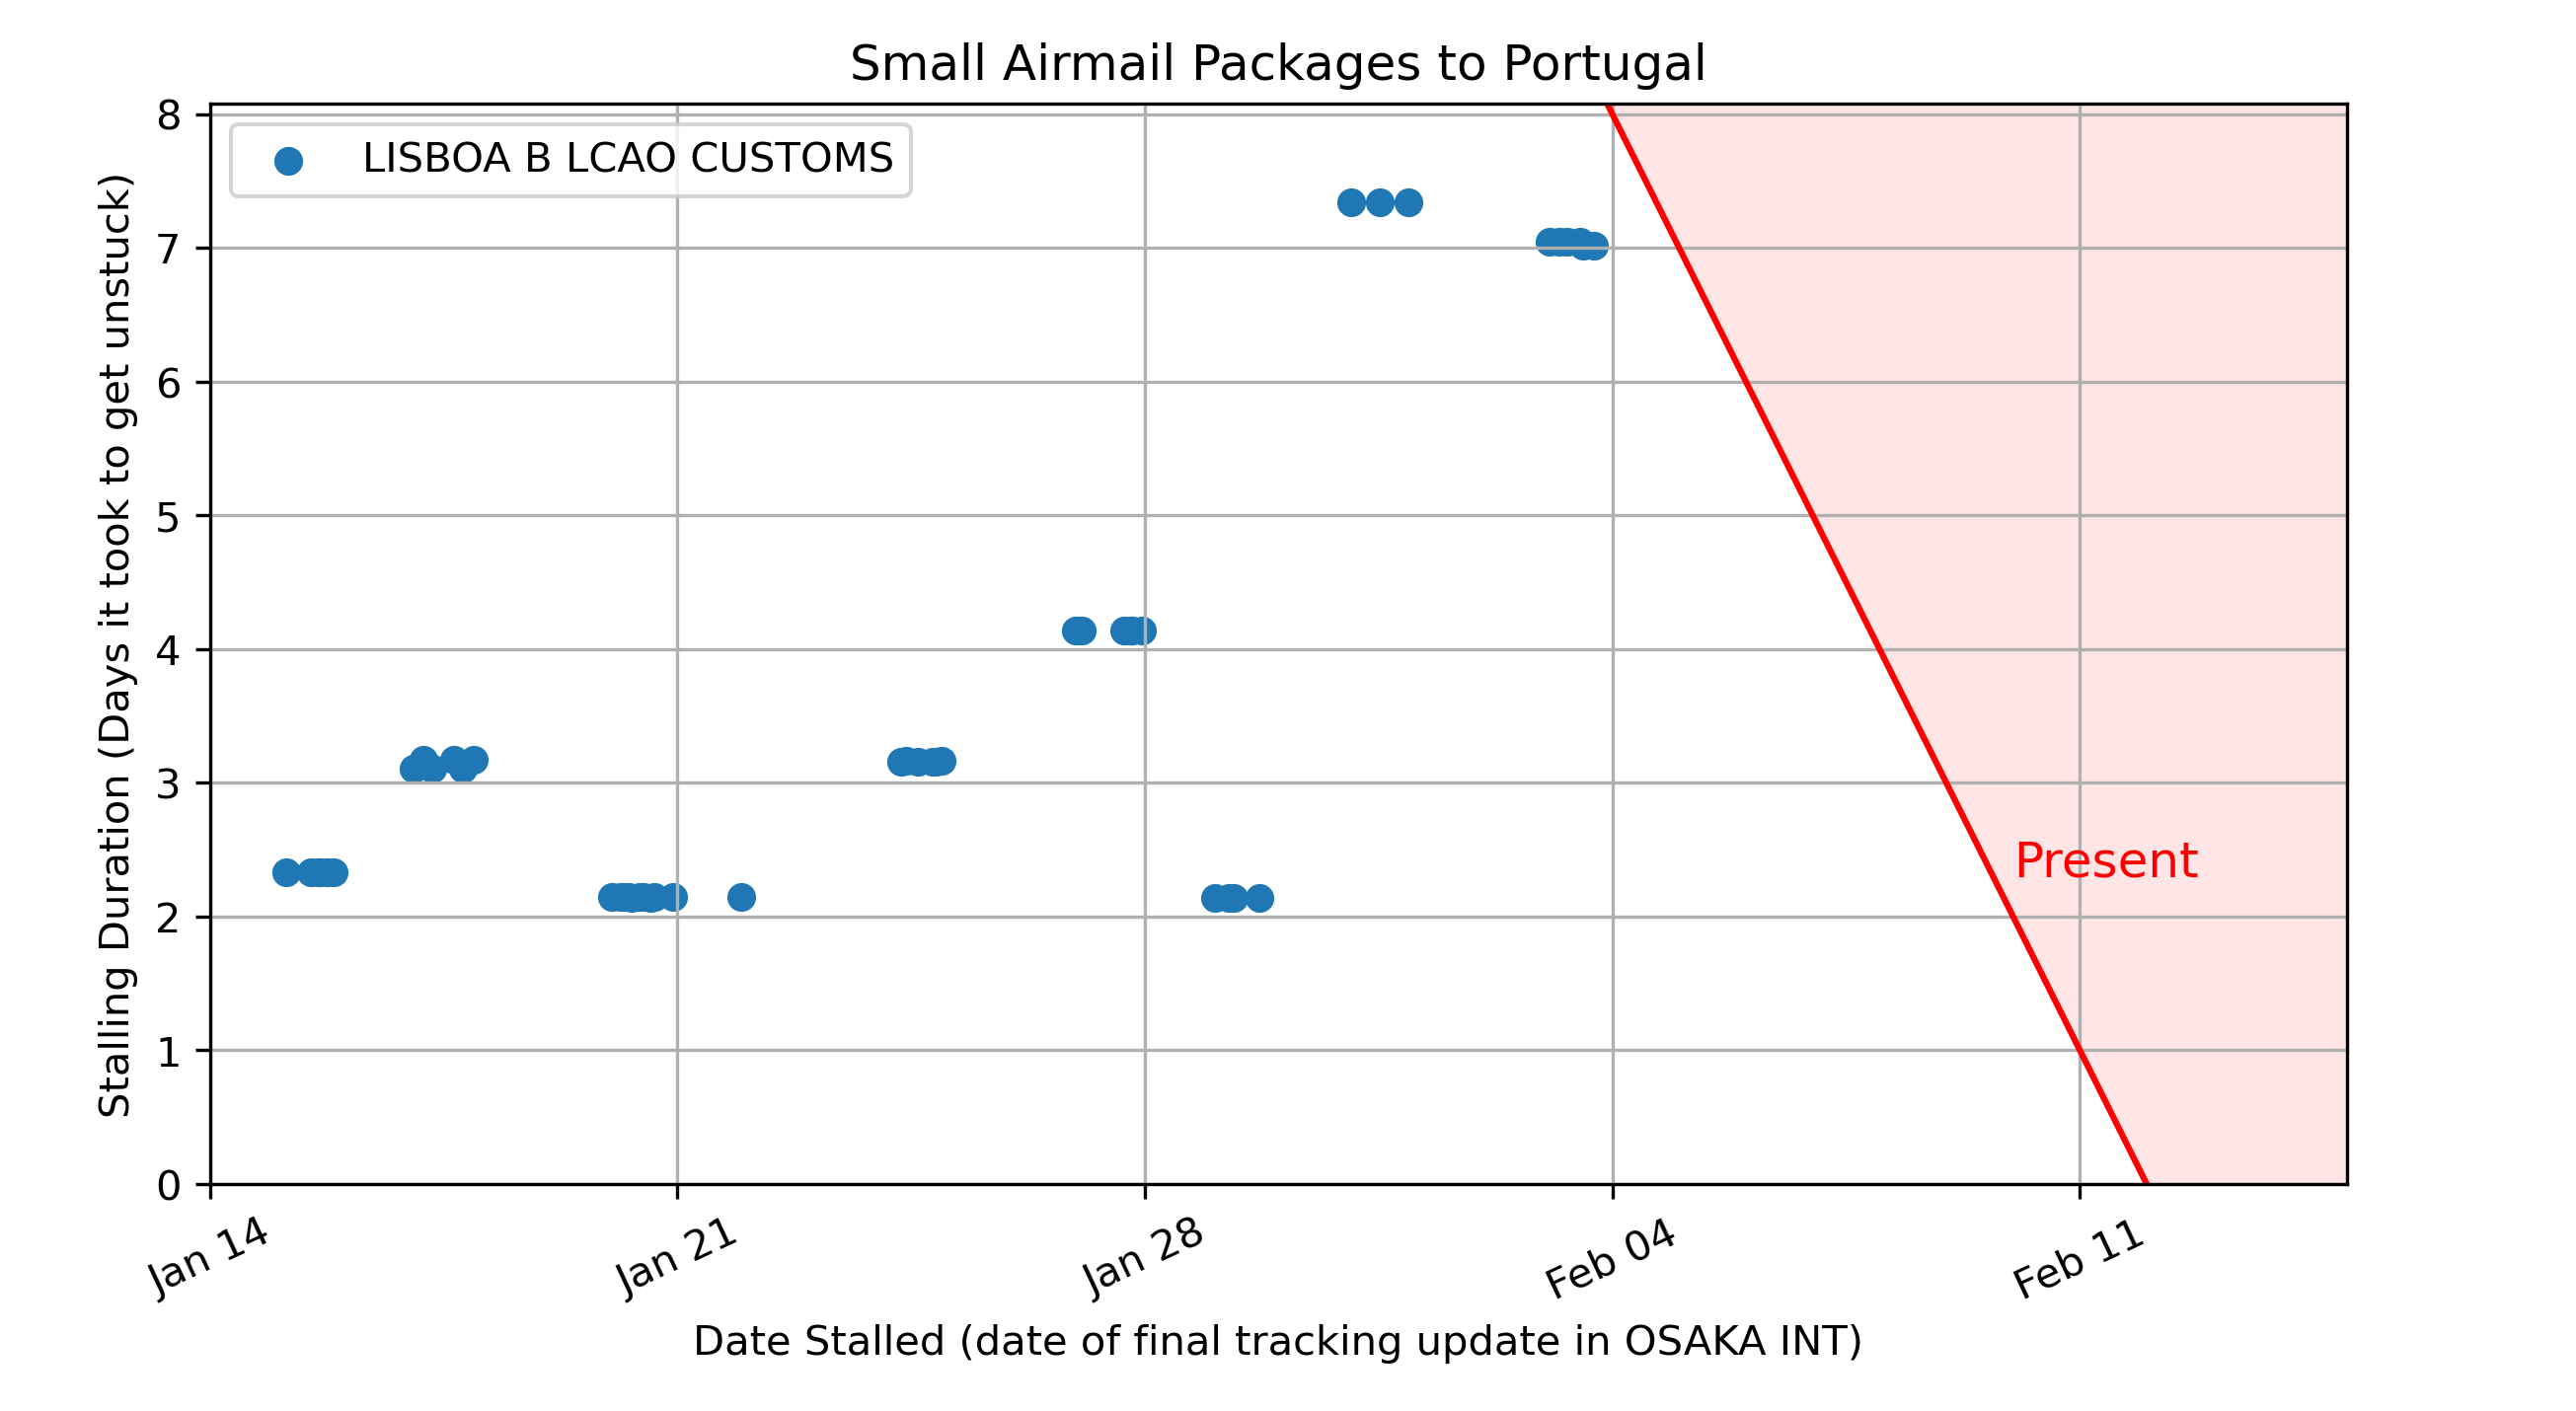 Small Airmail Packages to Portugal
LISBOA B LCAO CUSTOMS
Stalling Duration (Days it took to get unstuck)
8
7
6
5
4
3
2
1
0
Present
Jan 14
Jan 21
Jan 28
Feb 04
Feb 11
Date Stalled (date of final tracking update in OSAKA INT)